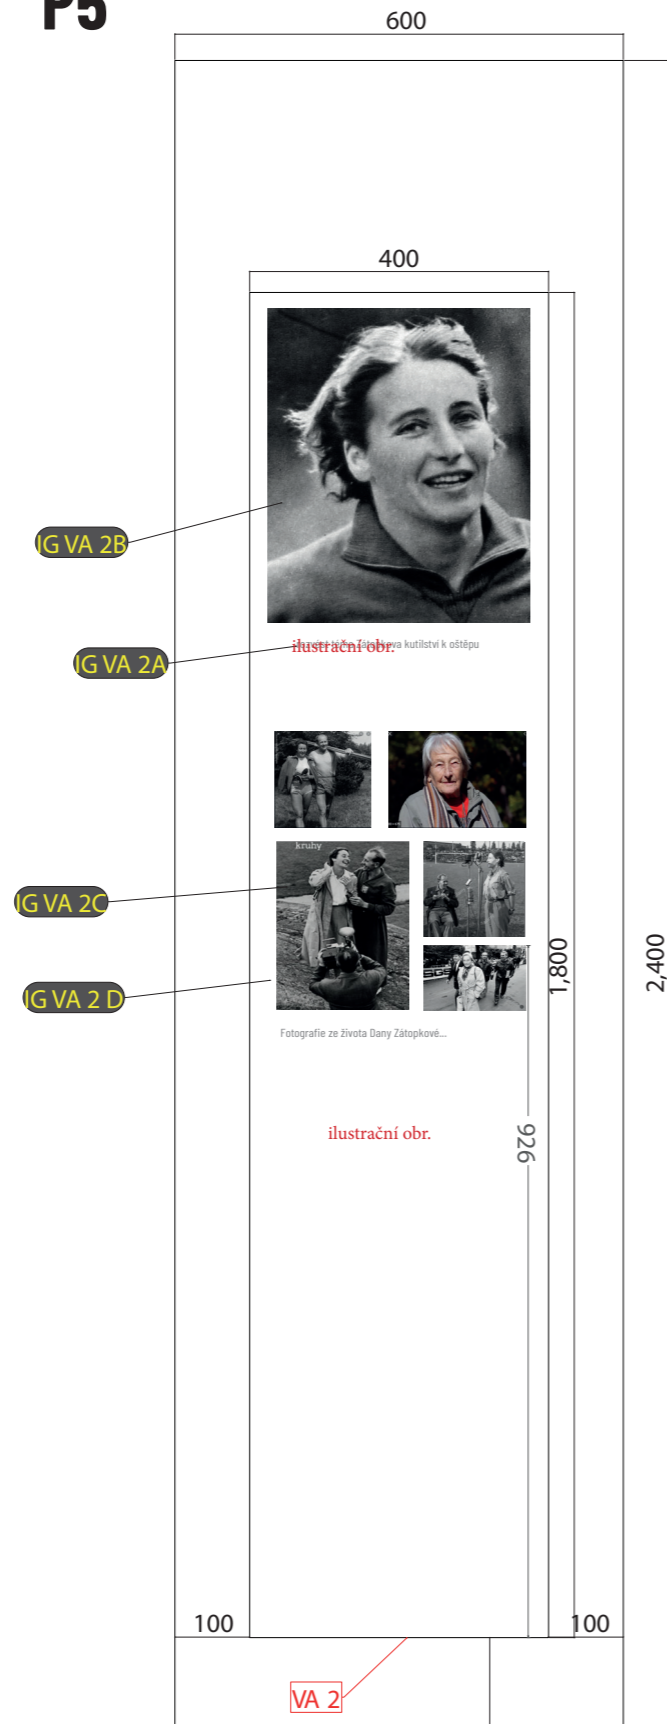 P5
600
400
IG VA 2B
ilustrační obr.
kutilství k oštěpu
IG VA 2A
kruhy
IG VA 2C
IG VA 2 D
1,800
2,400
Fotografie ze života Dany Zátopkové...
ilustrační obr.
926
100
100
VA 2